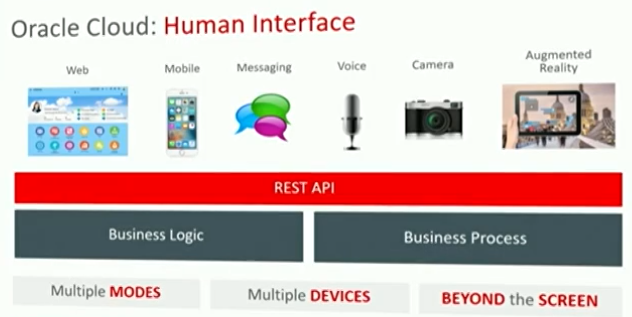 Oracle Cloud: Human Interface
Web
Mobile
Messaging
Voice
Camera
Augmented
Reality
REST API
Business Logic
Business Process
Multiple MODES
Multiple DEVICES
BEYOND the SCREEN